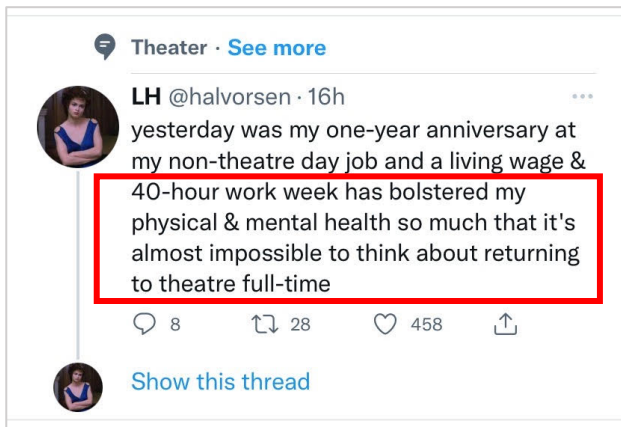 Theater · See more
LH @halvorsen · 16h
yesterday was my one-year anniversary at
my non-theatre day job and a living wage &
40-hour work week has bolstered my
physical & mental health so much that it's
almost impossible to think about returning
to theatre full-time
8 28 458
Show this thread